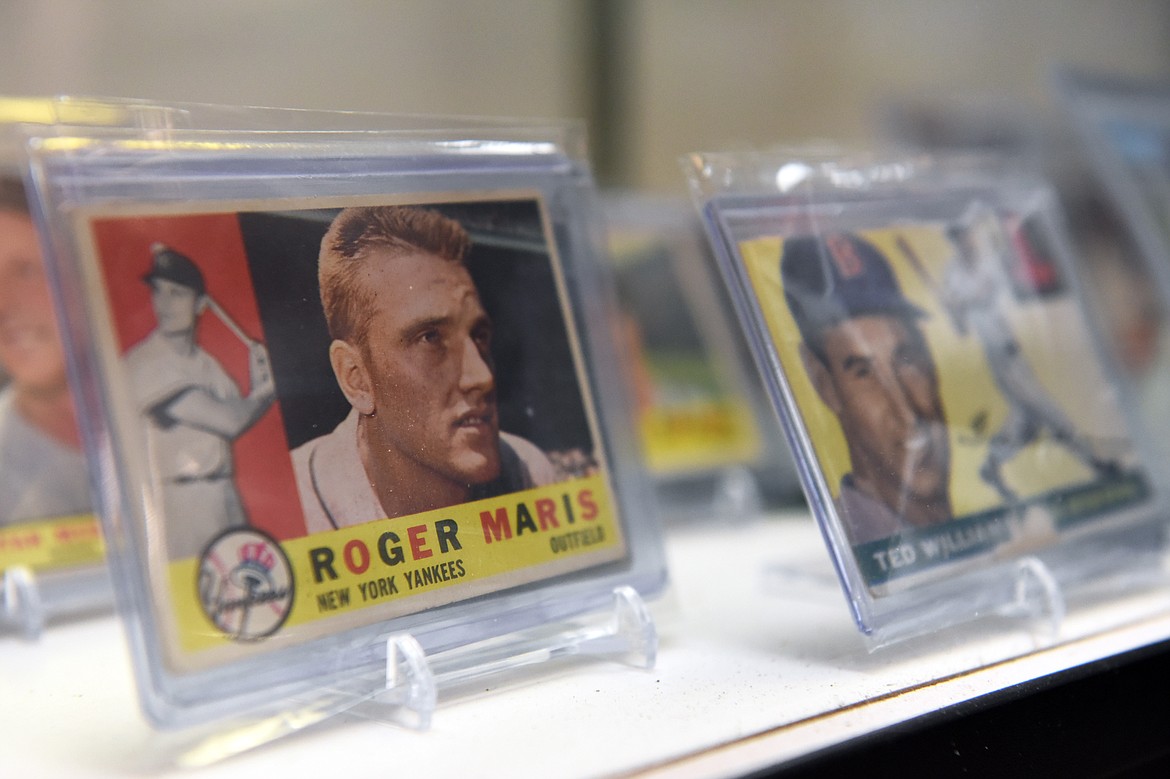 ROGER MARIS
NEW YORK YANKEES
OUTFIELD
Yankees
B
TED WILLIAMS